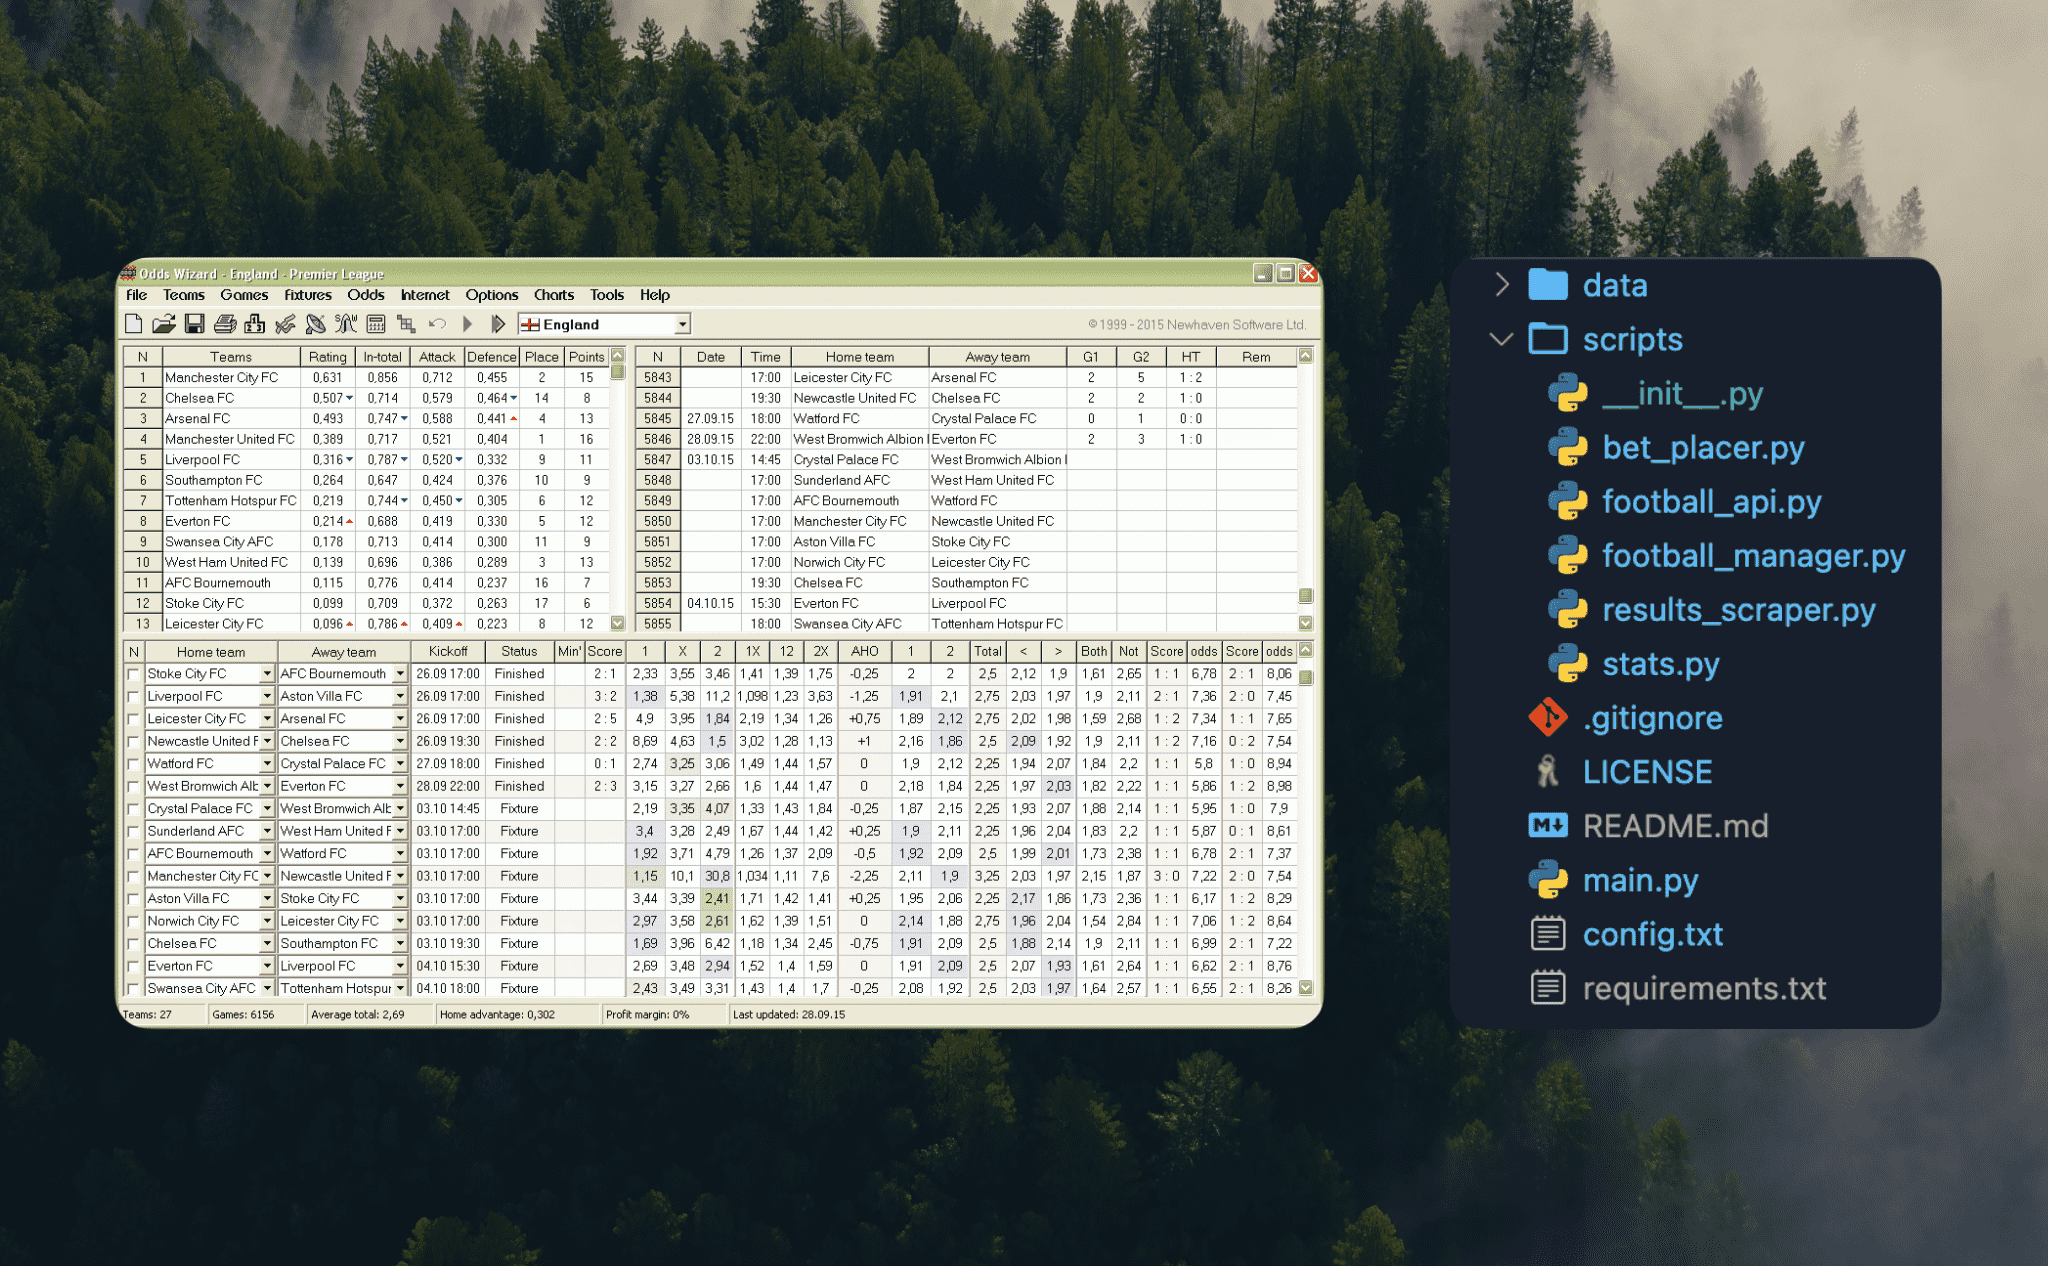 Odds Wizard - England - Premier League
File Teams Games Fixtures Odds Internet Options Charts Tools Help
England
© 1999 - 2015 Newhaven Software Ltd.
N Teams Rating In-total Attack Defence Place Points
1 Manchester City FC 0,631 0,856 0,712 0,455 2 15
2 Chelsea FC 0,507 0,714 0,579 0,464 14 8
3 Arsenal FC 0,493 0,747 0,588 0,441 4 13
4 Manchester United FC 0,389 0,717 0,521 0,404 1 16
5 Liverpool FC 0,316 0,787 0,520 0,332 9 11
6 Southampton FC 0,264 0,647 0,424 0,376 10 9
7 Tottenham Hotspur FC 0,219 0,744 0,450 0,305 6 12
8 Everton FC 0,214 0,688 0,419 0,330 5 12
9 Swansea City AFC 0,178 0,713 0,414 0,300 11 9
10 West Ham United FC 0,139 0,696 0,386 0,289 3 13
11 AFC Bournemouth 0,115 0,776 0,414 0,237 16 7
12 Stoke City FC 0,099 0,709 0,372 0,263 17 6
13 Leicester City FC 0,096 0,786 0,409 0,223 8 12
N Date Time Home team Away team G1 G2 HT Rem
5843 17:00 Leicester City FC Arsenal FC 2 5 1 : 2
5844 19:30 Newcastle United FC Chelsea FC 2 2 1 : 0
5845 27.09.15 18:00 Watford FC Crystal Palace FC 0 1 0 : 0
5846 28.09.15 22:00 West Bromwich Albion Everton FC 2 3 1 : 0
5847 03.10.15 14:45 Crystal Palace FC West Bromwich Albion
5848 17:00 Sunderland AFC West Ham United FC
5849 17:00 AFC Bournemouth Watford FC
5850 17:00 Manchester City FC Newcastle United FC
5851 17:00 Aston Villa FC Stoke City FC
5852 17:00 Norwich City FC Leicester City FC
5853 19:30 Chelsea FC Southampton FC
5854 04.10.15 15:30 Everton FC Liverpool FC
5855 18:00 Swansea City AFC Tottenham Hotspur FC
N Home team Away team Kickoff Status Min' Score 1 X 2 1X 12 2X AHO 1 2 Total < > Both Not Score odds Score odds
Stoke City FC AFC Bournemouth 26.09 17:00 Finished 2 : 1 2,33 3,55 3,46 1,41 1,39 1,75 -0,25 2 2 2,5 2,12 1,9 1,61 2,65 1 : 1 6,78 2 : 1 8,06
Liverpool FC Aston Villa FC 26.09 17:00 Finished 3 : 2 1,38 5,38 11,2 1,098 1,23 3,63 -1,25 1,91 2,1 2,75 2,03 1,97 1,9 2,11 2 : 1 7,36 2 : 0 7,45
Leicester City FC Arsenal FC 26.09 17:00 Finished 2 : 5 4,9 3,95 1,84 2,19 1,34 1,26 +0,75 1,89 2,12 2,75 2,02 1,98 1,59 2,68 1 : 2 7,34 1 : 1 7,65
Newcastle United F Chelsea FC 26.09 19:30 Finished 2 : 2 8,69 4,63 1,5 3,02 1,28 1,13 +1 2,16 1,86 2,5 2,09 1,92 1,9 2,11 1 : 2 7,16 0 : 2 7,54
Watford FC Crystal Palace FC 27.09 18:00 Finished 0 : 1 2,74 3,25 3,06 1,49 1,44 1,57 0 1,9 2,12 2,25 1,94 2,07 1,84 2,2 1 : 1 5,8 1 : 0 8,94
West Bromwich Alb Everton FC 28.09 22:00 Finished 2 : 3 3,15 3,27 2,66 1,6 1,44 1,47 0 2,18 1,84 2,25 1,97 2,03 1,82 2,22 1 : 1 5,86 1 : 2 8,98
Crystal Palace FC West Bromwich Alb 03.10 14:45 Fixture 2,19 3,35 4,07 1,33 1,43 1,84 -0,25 1,87 2,15 2,25 1,93 2,07 1,88 2,14 1 : 1 5,95 1 : 0 7,9
Sunderland AFC West Ham United F 03.10 17:00 Fixture 3,4 3,28 2,49 1,67 1,44 1,42 +0,25 1,9 2,11 2,25 1,96 2,04 1,83 2,2 1 : 1 5,87 0 : 1 8,61
AFC Bournemouth Watford FC 03.10 17:00 Fixture 1,92 3,71 4,79 1,26 1,37 2,09 -0,5 1,92 2,09 2,5 1,99 2,01 1,73 2,38 1 : 1 6,78 2 : 1 7,37
Manchester City FC Newcastle United F 03.10 17:00 Fixture 1,15 10,1 30,8 1,034 1,11 7,6 -2,25 2,11 1,9 3,25 2,03 1,97 2,15 1,87 3 : 0 7,22 2 : 0 7,54
Aston Villa FC Stoke City FC 03.10 17:00 Fixture 3,44 3,39 2,41 1,71 1,42 1,41 +0,25 1,95 2,06 2,25 2,17 1,86 1,73 2,36 1 : 1 6,17 1 : 2 8,29
Norwich City FC Leicester City FC 03.10 17:00 Fixture 2,97 3,58 2,61 1,62 1,39 1,51 0 2,14 1,88 2,75 1,96 2,04 1,54 2,84 1 : 1 7,06 1 : 2 8,64
Chelsea FC Southampton FC 03.10 19:30 Fixture 1,69 3,96 6,42 1,18 1,34 2,45 -0,75 1,91 2,09 2,5 1,88 2,14 1,9 2,11 1 : 1 6,99 2 : 1 7,22
Everton FC Liverpool FC 04.10 15:30 Fixture 2,69 3,48 2,94 1,52 1,4 1,59 0 1,91 2,09 2,5 2,07 1,93 1,61 2,64 1 : 1 6,62 2 : 1 8,76
Swansea City AFC Tottenham Hotspur 04.10 18:00 Fixture 2,43 3,49 3,31 1,43 1,4 1,7 -0,25 2,08 1,92 2,5 2,03 1,97 1,64 2,57 1 : 1 6,55 2 : 1 8,26
Teams: 27 Games: 6156 Average total: 2,69 Home advantage: 0,302 Profit margin: 0% Last updated: 28.09.15
data
scripts
__init__.py
bet_placer.py
football_api.py
football_manager.py
results_scraper.py
stats.py
.gitignore
LICENSE
M↓ README.md
main.py
config.txt
requirements.txt